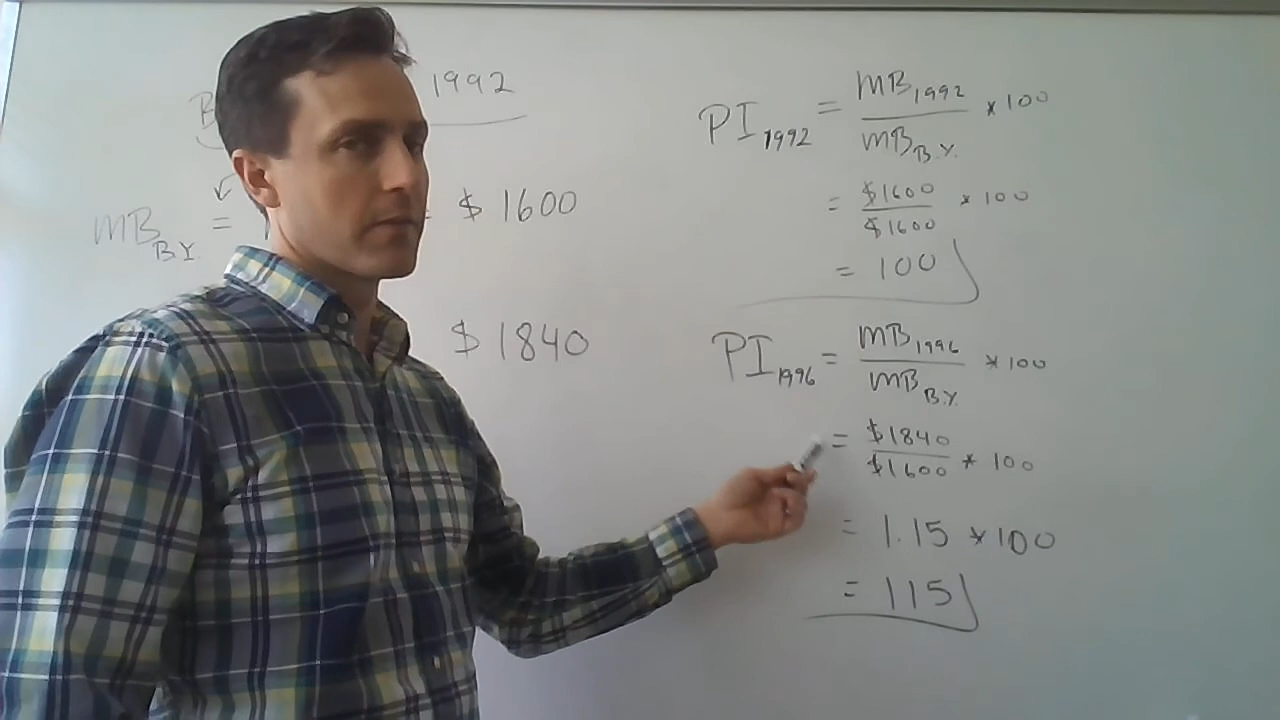 1992
MB B.Y. = = $ 1600
$ 1840
PI 1992 = MB 1992 / MB B.Y. * 100
= $1600 / $1600 * 100
= 100
PI 1996 = MB 1996 / MB B.Y. * 100
= $1840 / $1600 * 100
= 1.15 * 100
= 115